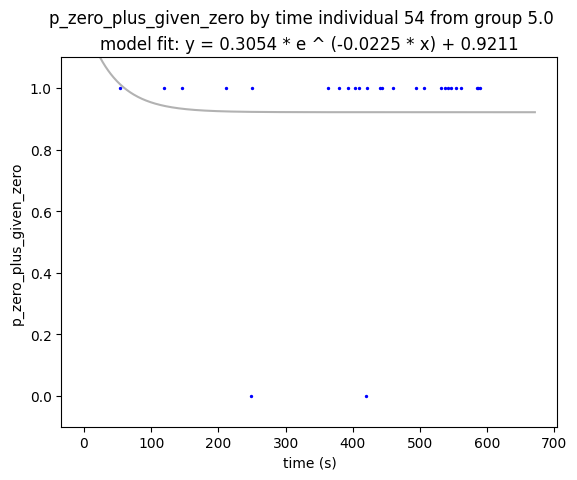 p_zero_plus_given_zero by time individual 54 from group 5.0
model fit: y = 0.3054 * e ^ (-0.0225 * x) + 0.9211
1.0
0.8
0.6
0.4
0.2
0.0
p_zero_plus_given_zero
0 100 200 300 400 500 600 700
time (s)